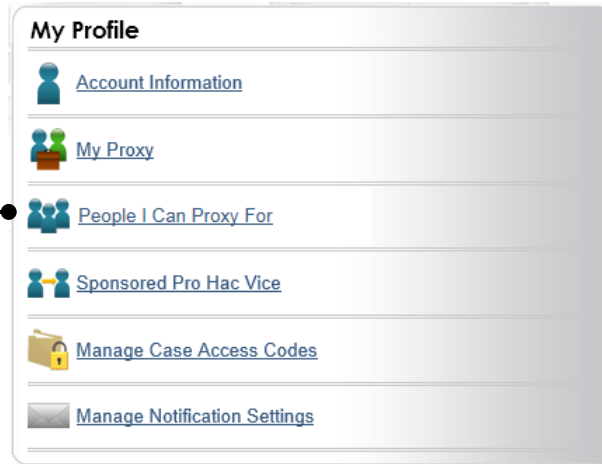 My Profile
Account Information
My Proxy
People I Can Proxy For
Sponsored Pro Hac Vice
Manage Case Access Codes
Manage Notification Settings